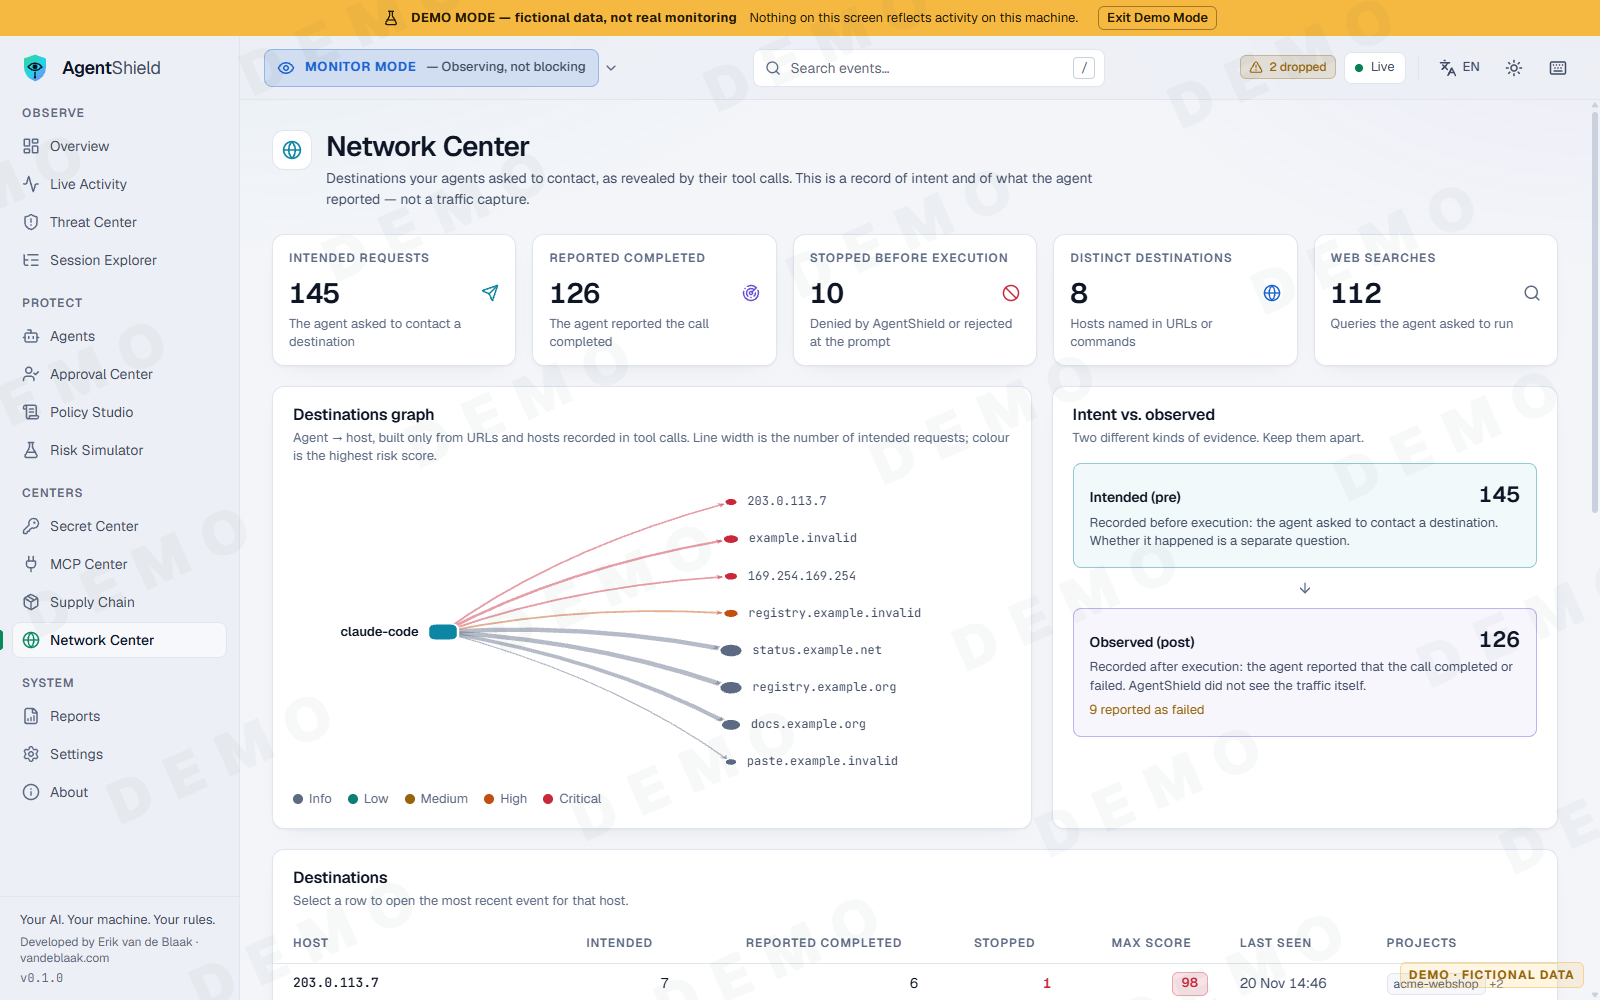 DEMO MODE — fictional data, not real monitoring Nothing on this screen reflects activity on this machine. Exit Demo Mode
AgentShield
MONITOR MODE — Observing, not blocking
Search events... /
2 dropped
Live
EN
OBSERVE
Overview
Live Activity
Threat Center
Session Explorer
PROTECT
Agents
Approval Center
Policy Studio
Risk Simulator
CENTERS
Secret Center
MCP Center
Supply Chain
Network Center
SYSTEM
Reports
Settings
About
Your AI. Your machine. Your rules.
Developed by Erik van de Blaak ·
vandeblaak.com
v0.1.0
Network Center
Destinations your agents asked to contact, as revealed by their tool calls. This is a record of intent and of what the agent
reported — not a traffic capture.
INTENDED REQUESTS
145
The agent asked to contact a
destination
REPORTED COMPLETED
126
The agent reported the call
completed
STOPPED BEFORE EXECUTION
10
Denied by AgentShield or rejected
at the prompt
DISTINCT DESTINATIONS
8
Hosts named in URLs or
commands
WEB SEARCHES
112
Queries the agent asked to run
Destinations graph
Agent → host, built only from URLs and hosts recorded in tool calls. Line width is the number of intended requests; colour
is the highest risk score.
claude-code
203.0.113.7
example.invalid
169.254.169.254
registry.example.invalid
status.example.net
registry.example.org
docs.example.org
paste.example.invalid
Info Low Medium High Critical
Intent vs. observed
Two different kinds of evidence. Keep them apart.
Intended (pre) 145
Recorded before execution: the agent asked to contact a destination.
Whether it happened is a separate question.
Observed (post) 126
Recorded after execution: the agent reported that the call completed or
failed. AgentShield did not see the traffic itself.
9 reported as failed
Destinations
Select a row to open the most recent event for that host.
HOST INTENDED REPORTED COMPLETED STOPPED MAX SCORE LAST SEEN PROJECTS
203.0.113.7 7 6 1 98 20 Nov 14:46 acme-webshop +2
DEMO · FICTIONAL DATA
DEMO